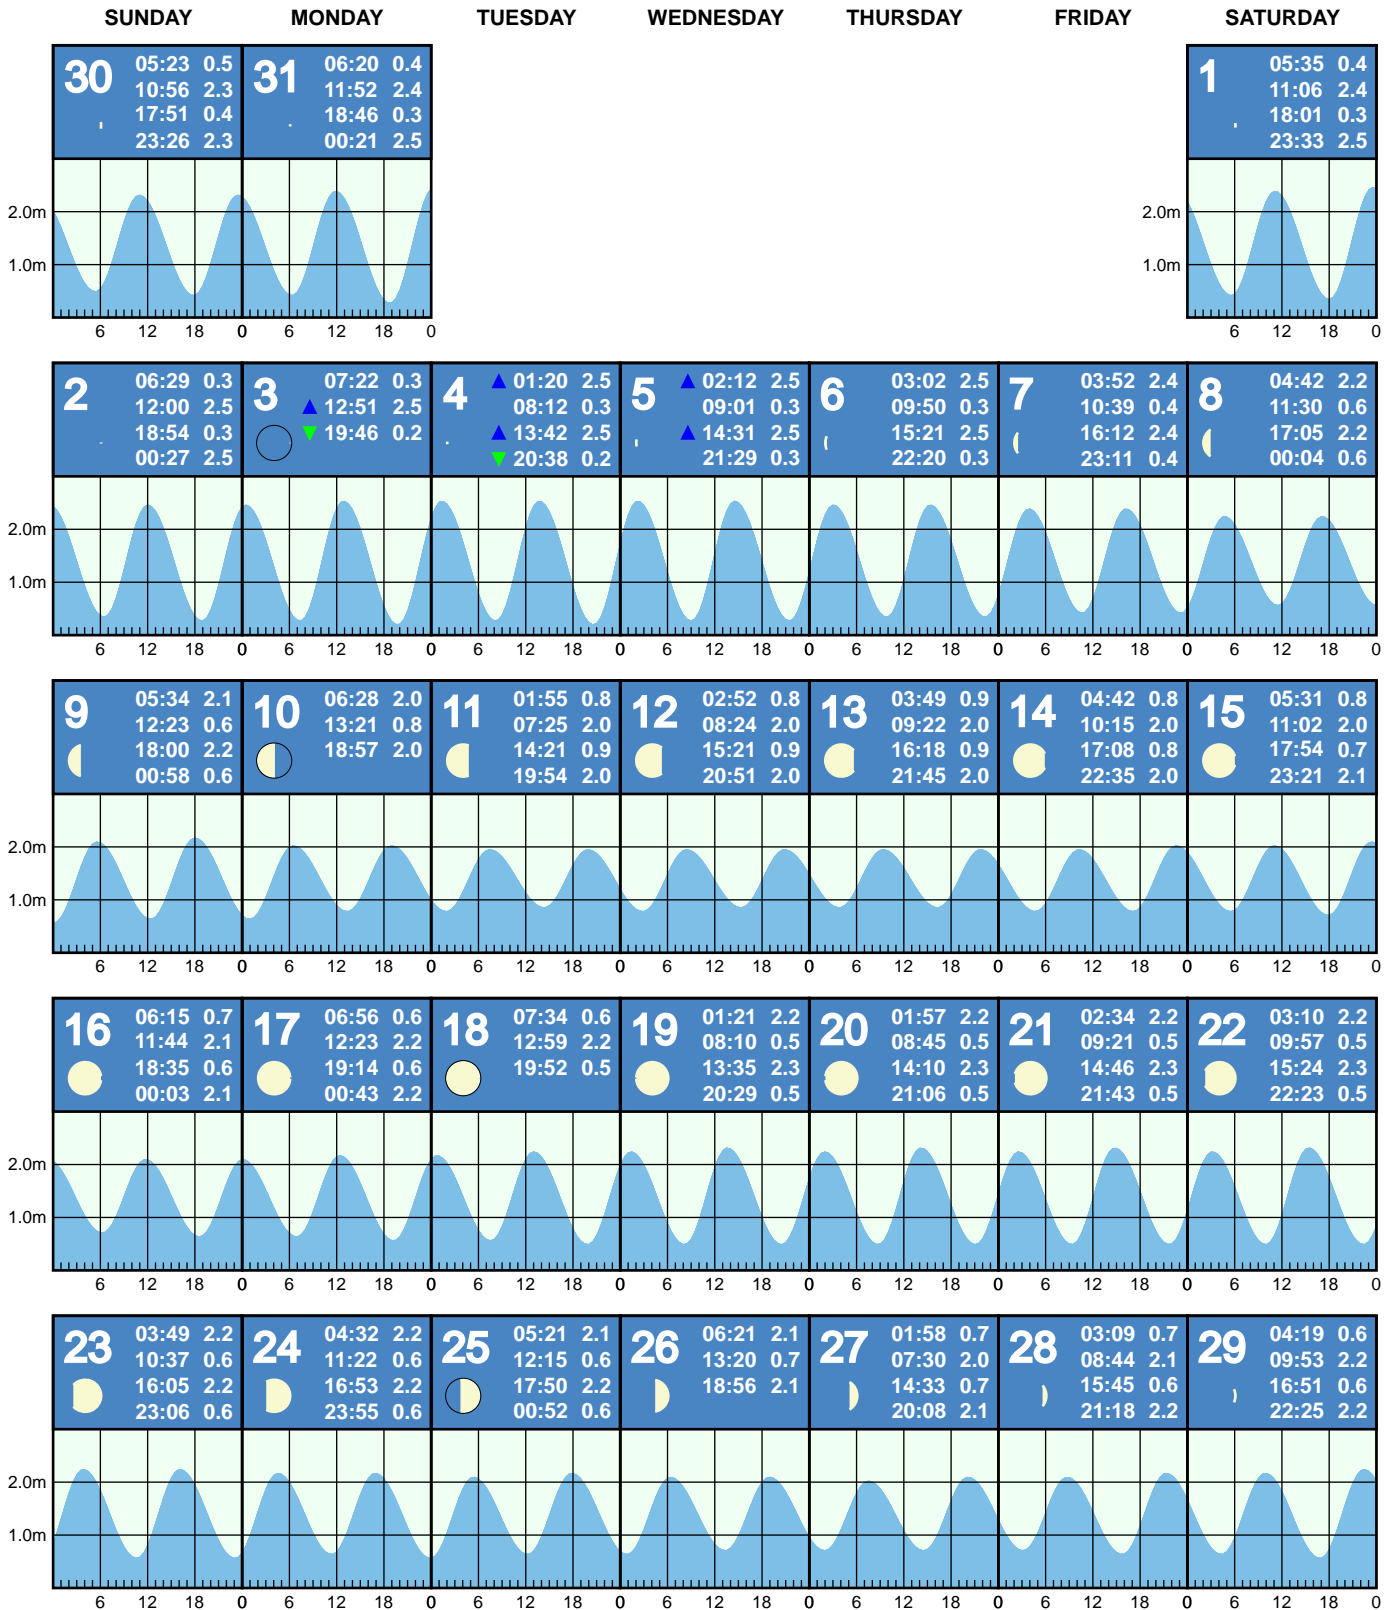 SUNDAY MONDAY TUESDAY WEDNESDAY THURSDAY FRIDAY SATURDAY
30 05:23 0.5
10:56 2.3
17:51 0.4
23:26 2.3
31 06:20 0.4
11:52 2.4
18:46 0.3
00:21 2.5
1 05:35 0.4
11:06 2.4
18:01 0.3
23:33 2.5
2.0m 2.0m
1.0m 1.0m
6 12 18 0 0 6 12 18 0 6 12 18 0
2 06:29 0.3
12:00 2.5
18:54 0.3
00:27 2.5
3 07:22 0.3
12:51 2.5
19:46 0.2
4 01:20 2.5
08:12 0.3
13:42 2.5
20:38 0.2
5 02:12 2.5
09:01 0.3
14:31 2.5
21:29 0.3
6 03:02 2.5
09:50 0.3
15:21 2.5
22:20 0.3
7 03:52 2.4
10:39 0.4
16:12 2.4
23:11 0.4
8 04:42 2.2
11:30 0.6
17:05 2.2
00:04 0.6
2.0m
1.0m
6 12 18 0 6 12 18 0 6 12 18 0 6 12 18 0 6 12 18 0 6 12 18 0 6 12 18 0
9 05:34 2.1
12:23 0.6
18:00 2.2
00:58 0.6
10 06:28 2.0
13:21 0.8
18:57 2.0
11 01:55 0.8
07:25 2.0
14:21 0.9
19:54 2.0
12 02:52 0.8
08:24 2.0
15:21 0.9
20:51 2.0
13 03:49 0.9
09:22 2.0
16:18 0.9
21:45 2.0
14 04:42 0.8
10:15 2.0
17:08 0.8
22:35 2.0
15 05:31 0.8
11:02 2.0
17:54 0.7
23:21 2.1
2.0m
1.0m
6 12 18 0 6 12 18 0 6 12 18 0 6 12 18 0 6 12 18 0 6 12 18 0 6 12 18 0
16 06:15 0.7
11:44 2.1
18:35 0.6
00:03 2.1
17 06:56 0.6
12:23 2.2
19:14 0.6
00:43 2.2
18 07:34 0.6
12:59 2.2
19:52 0.5
19 01:21 2.2
08:10 0.5
13:35 2.3
20:29 0.5
20 01:57 2.2
08:45 0.5
14:10 2.3
21:06 0.5
21 02:34 2.2
09:21 0.5
14:46 2.3
21:43 0.5
22 03:10 2.2
09:57 0.5
15:24 2.3
22:23 0.5
2.0m
1.0m
6 12 18 0 6 12 18 0 6 12 18 0 6 12 18 0 6 12 18 0 6 12 18 0 6 12 18 0
23 03:49 2.2
10:37 0.6
16:05 2.2
23:06 0.6
24 04:32 2.2
11:22 0.6
16:53 2.2
23:55 0.6
25 05:21 2.1
12:15 0.6
17:50 2.2
00:52 0.6
26 06:21 2.1
13:20 0.7
18:56 2.1
27 01:58 0.7
07:30 2.0
14:33 0.7
20:08 2.1
28 03:09 0.7
08:44 2.1
15:45 0.6
21:18 2.2
29 04:19 0.6
09:53 2.2
16:51 0.6
22:25 2.2
2.0m
1.0m
6 12 18 0 6 12 18 0 6 12 18 0 6 12 18 0 6 12 18 0 6 12 18 0 6 12 18 0